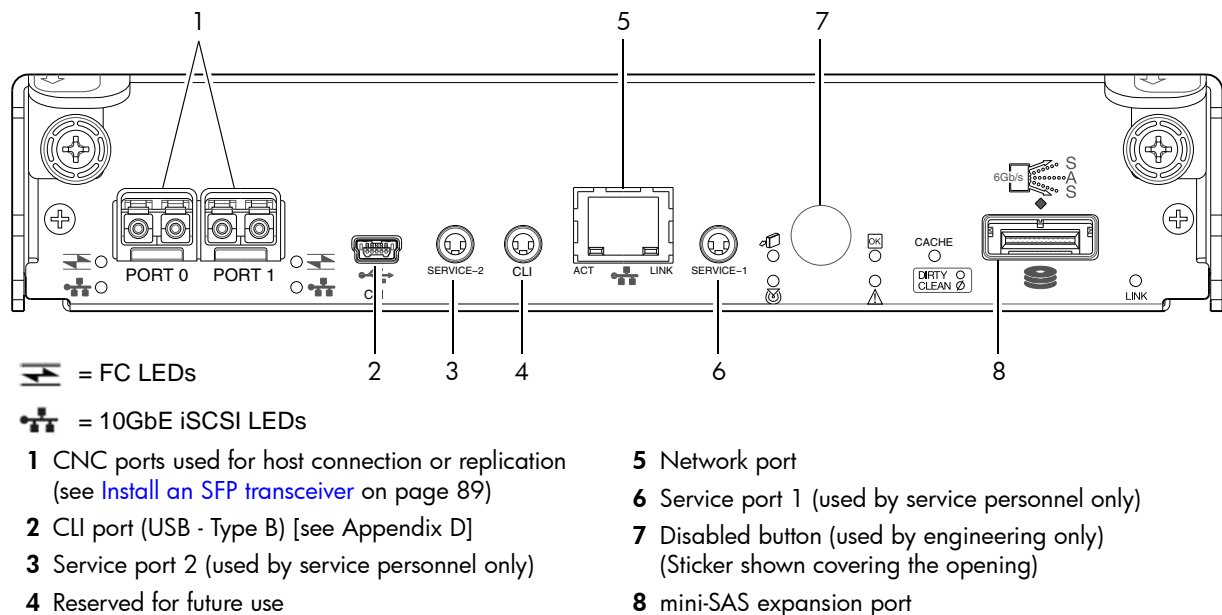 1
5
7
S
6Gb/s
A
S
OK
CACHE
PORT 0
PORT 1
SERVICE-2
CLI
ACT
LINK
SERVICE-1
DIRTY
CLEAN
LINK
2
3
4
6
8
= FC LEDs
= 10GbE iSCSI LEDs
1 CNC ports used for host connection or replication
(see Install an SFP transceiver on page 89)
2 CLI port (USB - Type B) [see Appendix D]
3 Service port 2 (used by service personnel only)
4 Reserved for future use
5 Network port
6 Service port 1 (used by service personnel only)
7 Disabled button (used by engineering only)
(Sticker shown covering the opening)
8 mini-SAS expansion port